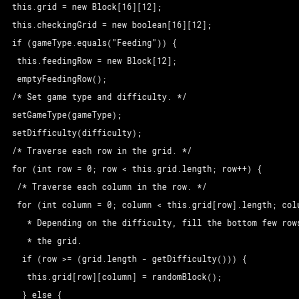 this.grid = new Block[16][12];
this.checkingGrid = new boolean[16][12];
if (gameType.equals("Feeding")) {
this.feedingRow = new Block[12];
emptyFeedingRow();
/* Set game type and difficulty. */
setGameType(gameType);
setDifficulty(difficulty);
/* Traverse each row in the grid. */
for (int row = 0; row < this.grid.length; row++) {
/* Traverse each column in the row. */
for (int column = 0; column < this.grid[row].length;
* Depending on the difficulty, fill the bottom few rows
* the grid.
if (row >= (grid.length - getDifficulty())) {
this.grid[row][column] = randomBlock();
} else {